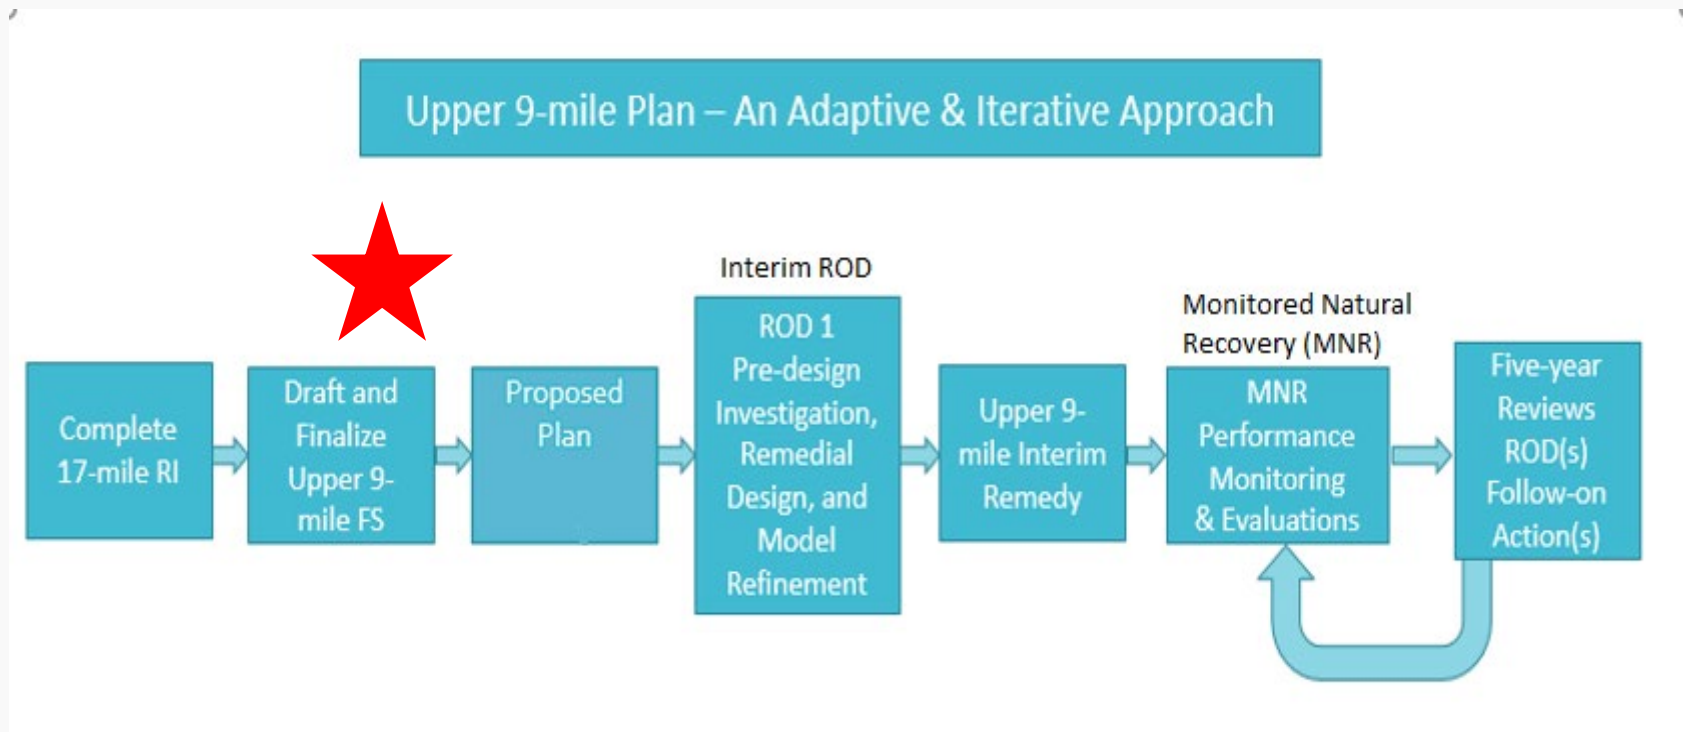 Upper 9-mile Plan – An Adaptive & Iterative Approach
Complete
17-mile RI
Draft and
Finalize
Upper 9-
mile FS
Proposed
Plan
Interim ROD
ROD 1
Pre-design
Investigation,
Remedial
Design, and
Model
Refinement
Upper 9-
mile Interim
Remedy
Monitored Natural
Recovery (MNR)
MNR
Performance
Monitoring
& Evaluations
Five-year
Reviews
ROD(s)
Follow-on
Action(s)